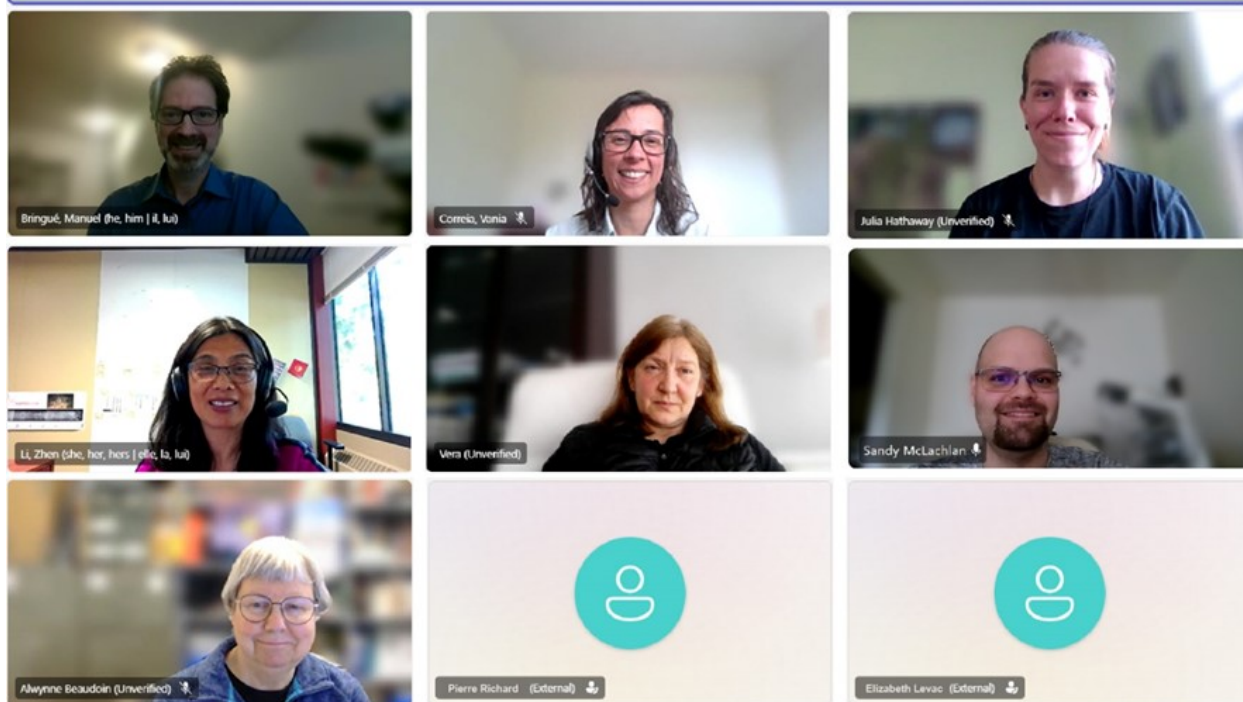 Bringué, Manuel (he, him | il, lui)
Correia, Vania
Julia Hathaway (Unverified)
Li, Zhen (she, her, hers | elle, la, lui)
Vera (Unverified)
Sandy McLachlan
Alwynne Beaudoin (Unverified)
Pierre Richard (External)
Elizabeth Levac (External)